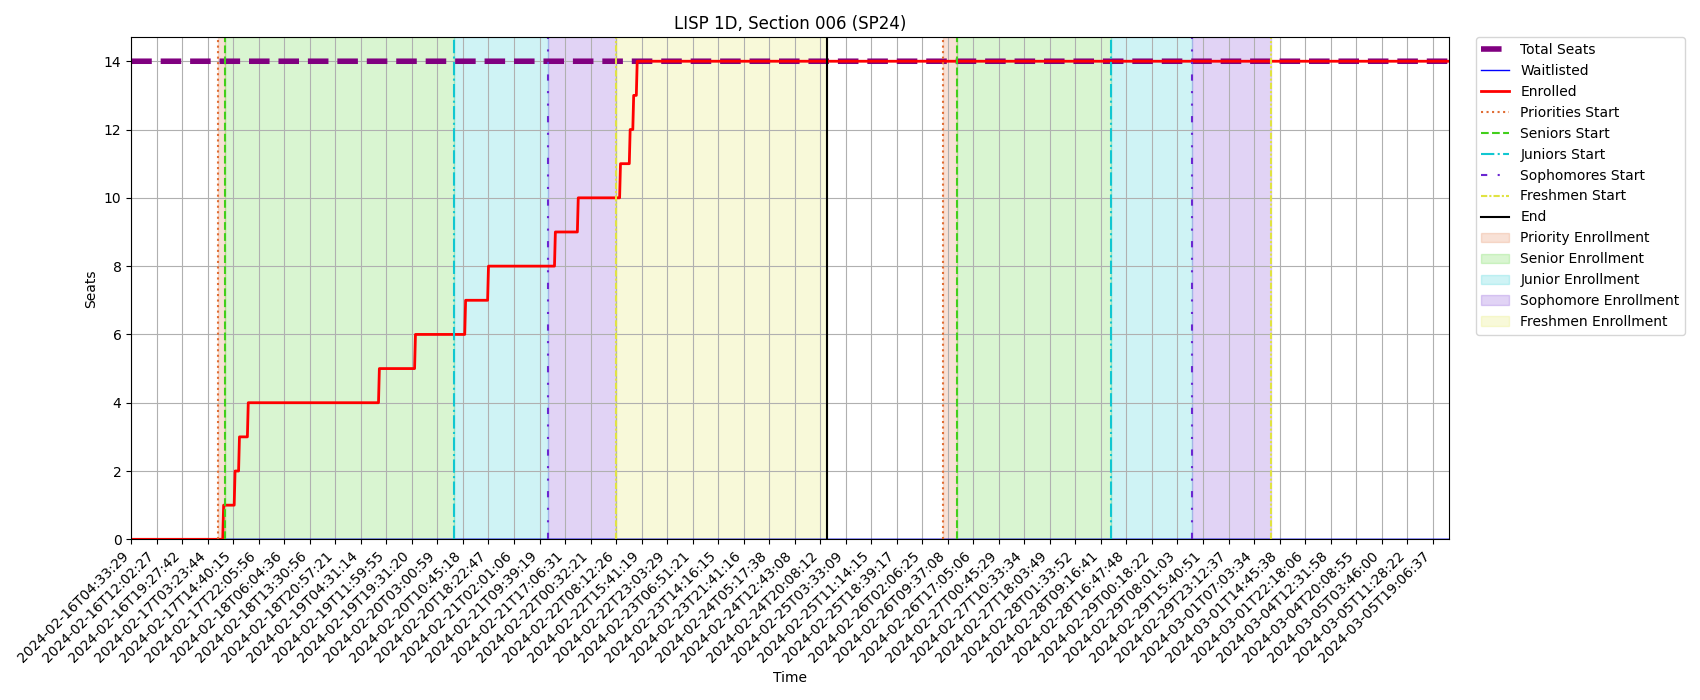 LISP 1D, Section 006 (SP24)
Seats
14
12
10
8
6
4
2
0
2024-02-16T04:33:29
2024-02-16T12:02:27
2024-02-16T19:27:42
2024-02-17T03:23:44
2024-02-17T14:40:15
2024-02-17T22:05:56
2024-02-18T06:04:36
2024-02-18T13:30:56
2024-02-18T20:57:21
2024-02-19T04:31:14
2024-02-19T11:59:55
2024-02-19T19:31:20
2024-02-20T03:00:59
2024-02-20T10:45:18
2024-02-20T18:22:47
2024-02-21T02:01:06
2024-02-21T09:39:19
2024-02-21T17:06:31
2024-02-22T00:32:21
2024-02-22T08:12:26
2024-02-22T15:41:19
2024-02-22T23:03:29
2024-02-23T06:51:21
2024-02-23T14:16:15
2024-02-23T21:41:16
2024-02-24T05:17:38
2024-02-24T12:43:08
2024-02-24T20:08:12
2024-02-25T03:33:09
2024-02-25T11:14:15
2024-02-25T18:39:17
2024-02-26T02:06:25
2024-02-26T09:37:08
2024-02-26T17:05:06
2024-02-27T00:45:29
2024-02-27T10:33:34
2024-02-27T18:03:49
2024-02-28T01:33:52
2024-02-28T09:16:41
2024-02-28T16:47:48
2024-02-29T00:18:22
2024-02-29T08:01:03
2024-02-29T15:40:51
2024-02-29T23:12:37
2024-03-01T07:03:34
2024-03-01T14:45:38
2024-03-01T22:18:06
2024-03-04T12:31:58
2024-03-04T20:08:55
2024-03-05T03:46:00
2024-03-05T11:28:22
2024-03-05T19:06:37
Time
Total Seats
Waitlisted
Enrolled
Priorities Start
Seniors Start
Juniors Start
Sophomores Start
Freshmen Start
End
Priority Enrollment
Senior Enrollment
Junior Enrollment
Sophomore Enrollment
Freshmen Enrollment